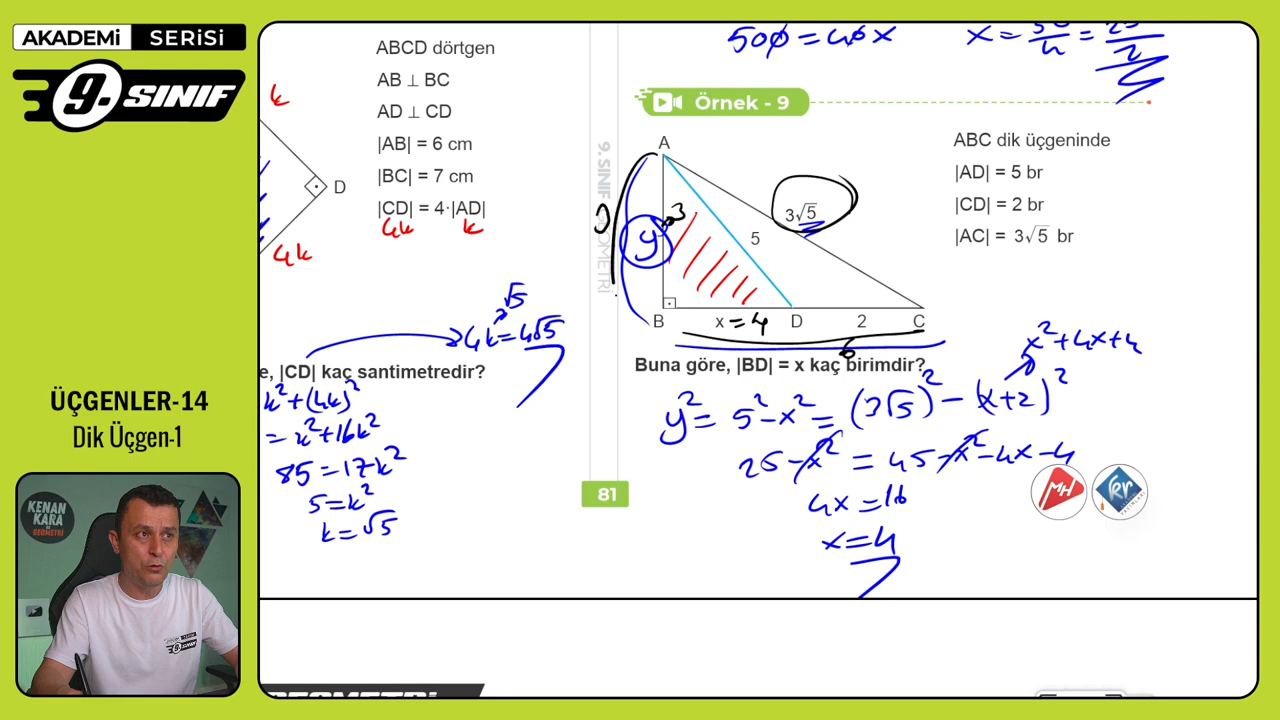 AKADEMİ SERİSİ
9. SINIF
ÜÇGENLER-14
Dik Üçgen-1
KENAN
KARA
GEOMETRİ
9. SINIF
k
D
4k
ABCD dörtgen
AB ⊥ BC
AD ⊥ CD
|AB| = 6 cm
|BC| = 7 cm
|CD| = 4·|AD|
4k k
√5
4k = 4√5
e, |CD| kaç santimetredir?
k² + (4k)²
= k² + 16k²
85 = 17k²
5 = k²
k = √5
9. SINIF GEOMETRİ
81
500 = 40x
Örnek - 9
A
y 3
5
3√5
B x = 4 D 2 C
6
ABC dik üçgeninde
|AD| = 5 br
|CD| = 2 br
|AC| = 3√5 br
Buna göre, |BD| = x kaç birimdir?
x² + 4x + 4
y² = 5² - x² = (3√5)² - (x+2)²
25 - x² = 45 - x² - 4x - 4
4x = 16
x = 4
MH